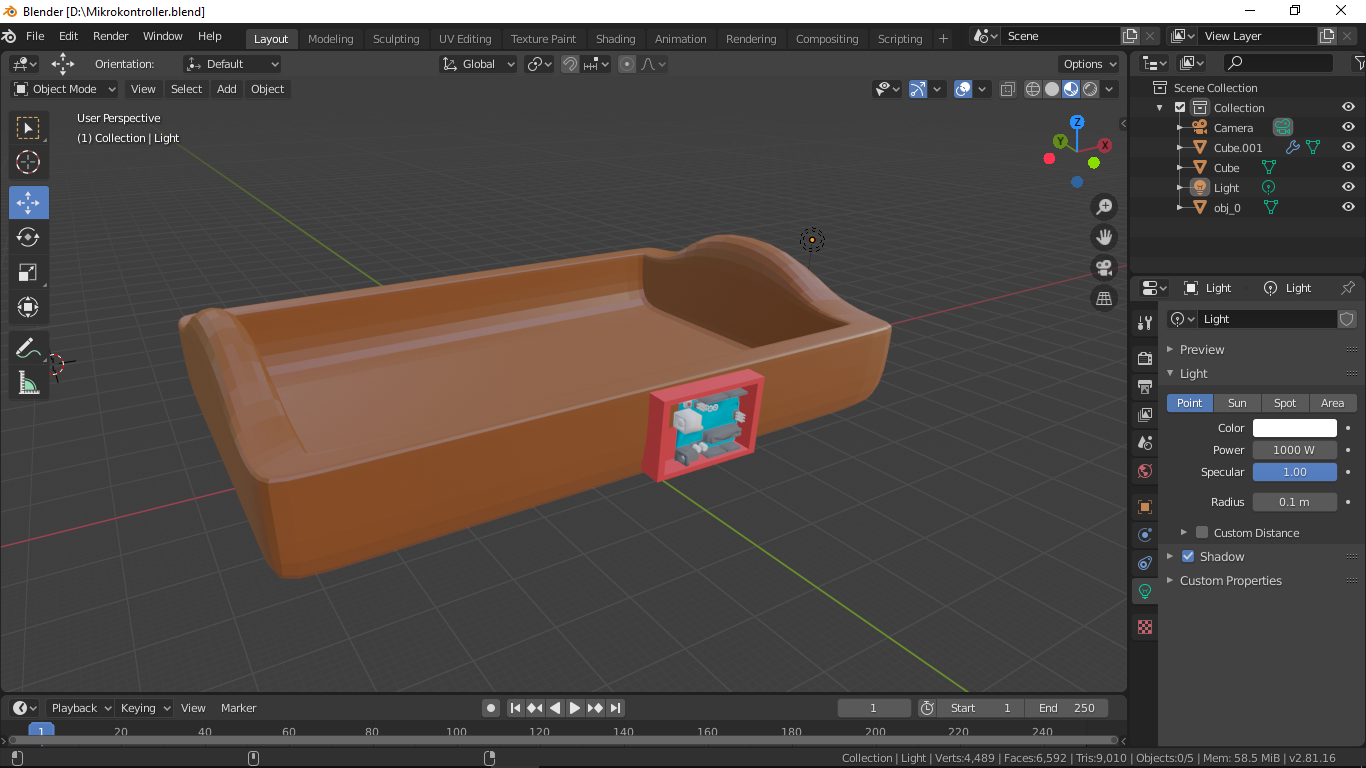 Blender [D:\Mikrokontroller.blend]
File Edit Render Window Help Layout Modeling Sculpting UV Editing Texture Paint Shading Animation Rendering Compositing Scripting + Scene View Layer
Orientation: Default Global Options
Object Mode View Select Add Object
User Perspective
(1) Collection | Light
Z
Y
X
Scene Collection
Collection
Camera
Cube.001
Cube
Light
obj_0
Light Light
Light
Preview
Light
Point Sun Spot Area
Color
Power 1000 W
Specular 1.00
Radius 0.1 m
Custom Distance
Shadow
Custom Properties
Playback Keying View Marker 1 Start 1 End 250
1 20 40 60 80 100 120 140 160 180 200 220 240
Collection | Light | Verts:4,489 | Faces:6,592 | Tris:9,010 | Objects:0/5 | Mem: 58.5 MiB | v2.81.16